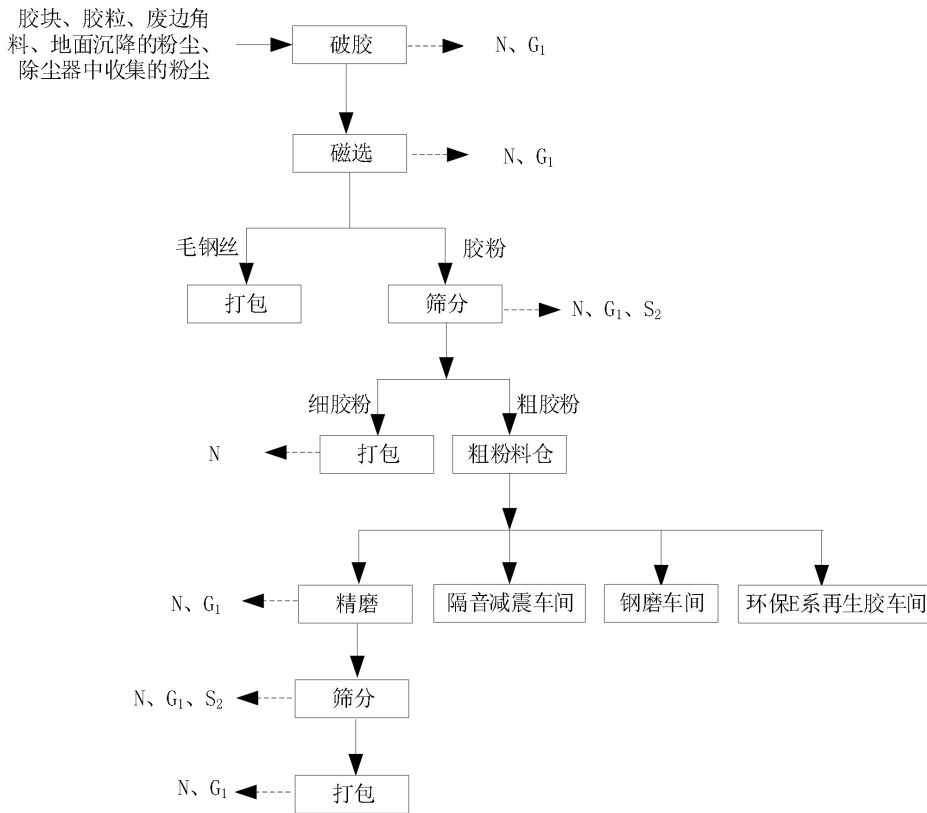 胶块、胶粒、废边角
料、地面沉降的粉尘、
除尘器中收集的粉尘
破胶
N、G₁
磁选
N、G₁
毛钢丝
胶粉
打包
筛分
N、G₁、S₂
细胶粉
粗胶粉
N
打包
粗粉料仓
N、G₁
精磨
隔音减震车间
钢磨车间
环保E系再生胶车间
N、G₁、S₂
筛分
N、G₁
打包